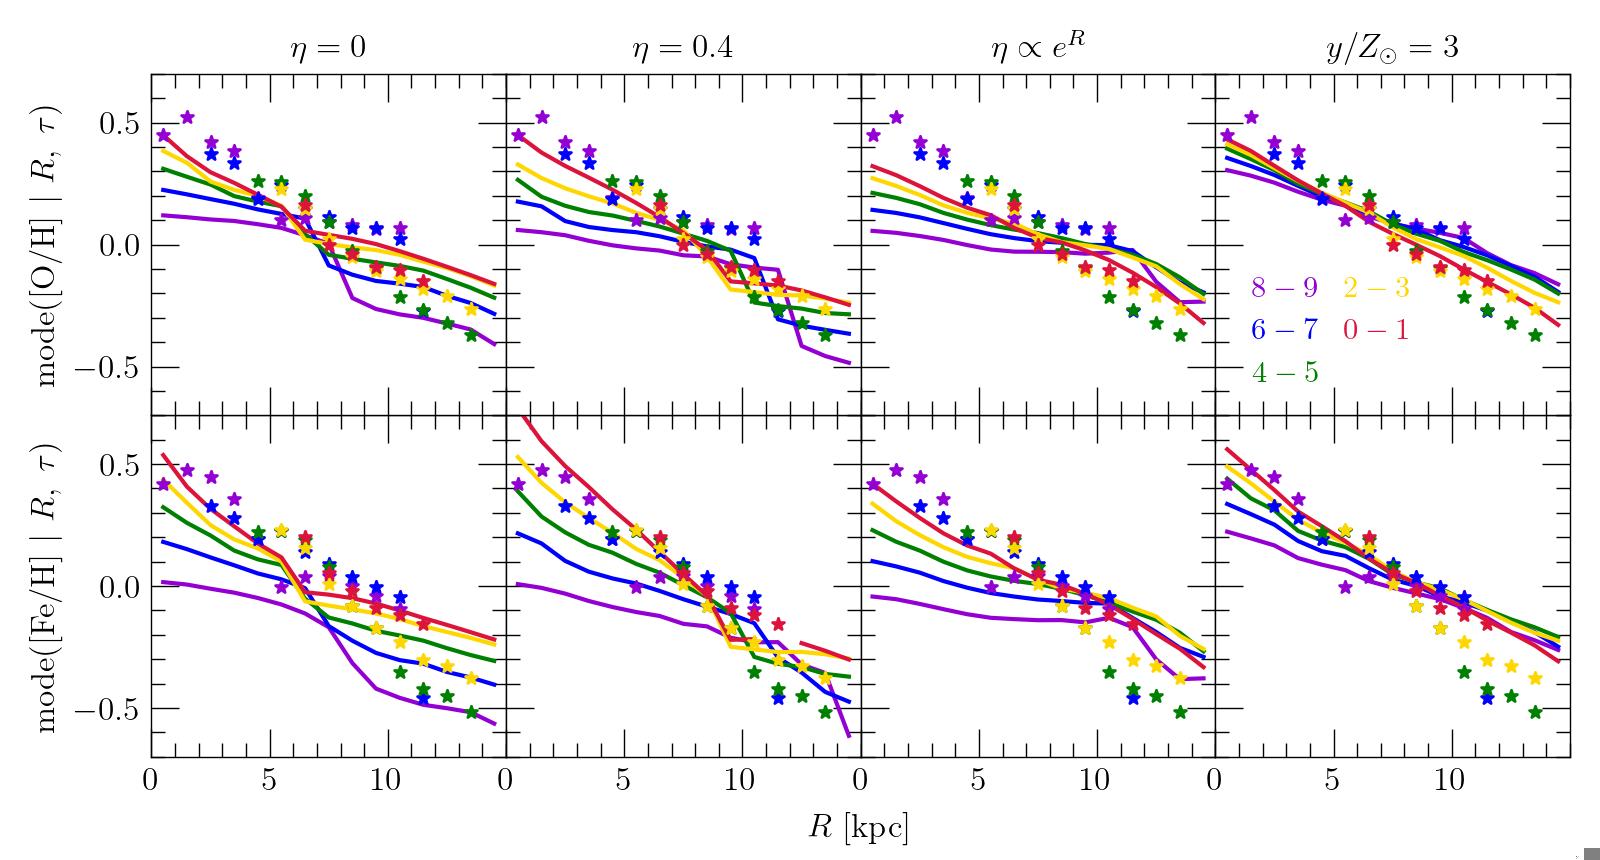 η = 0
η = 0.4
η ∝ e^R
y/Z⊙ = 3
mode([O/H] | R, τ)
0.5
0.0
−0.5
8 − 9 2 − 3
6 − 7 0 − 1
4 − 5
mode([Fe/H] | R, τ)
0.5
0.0
−0.5
0 5 10 0 5 10 0 5 10 0 5 10
R [kpc]